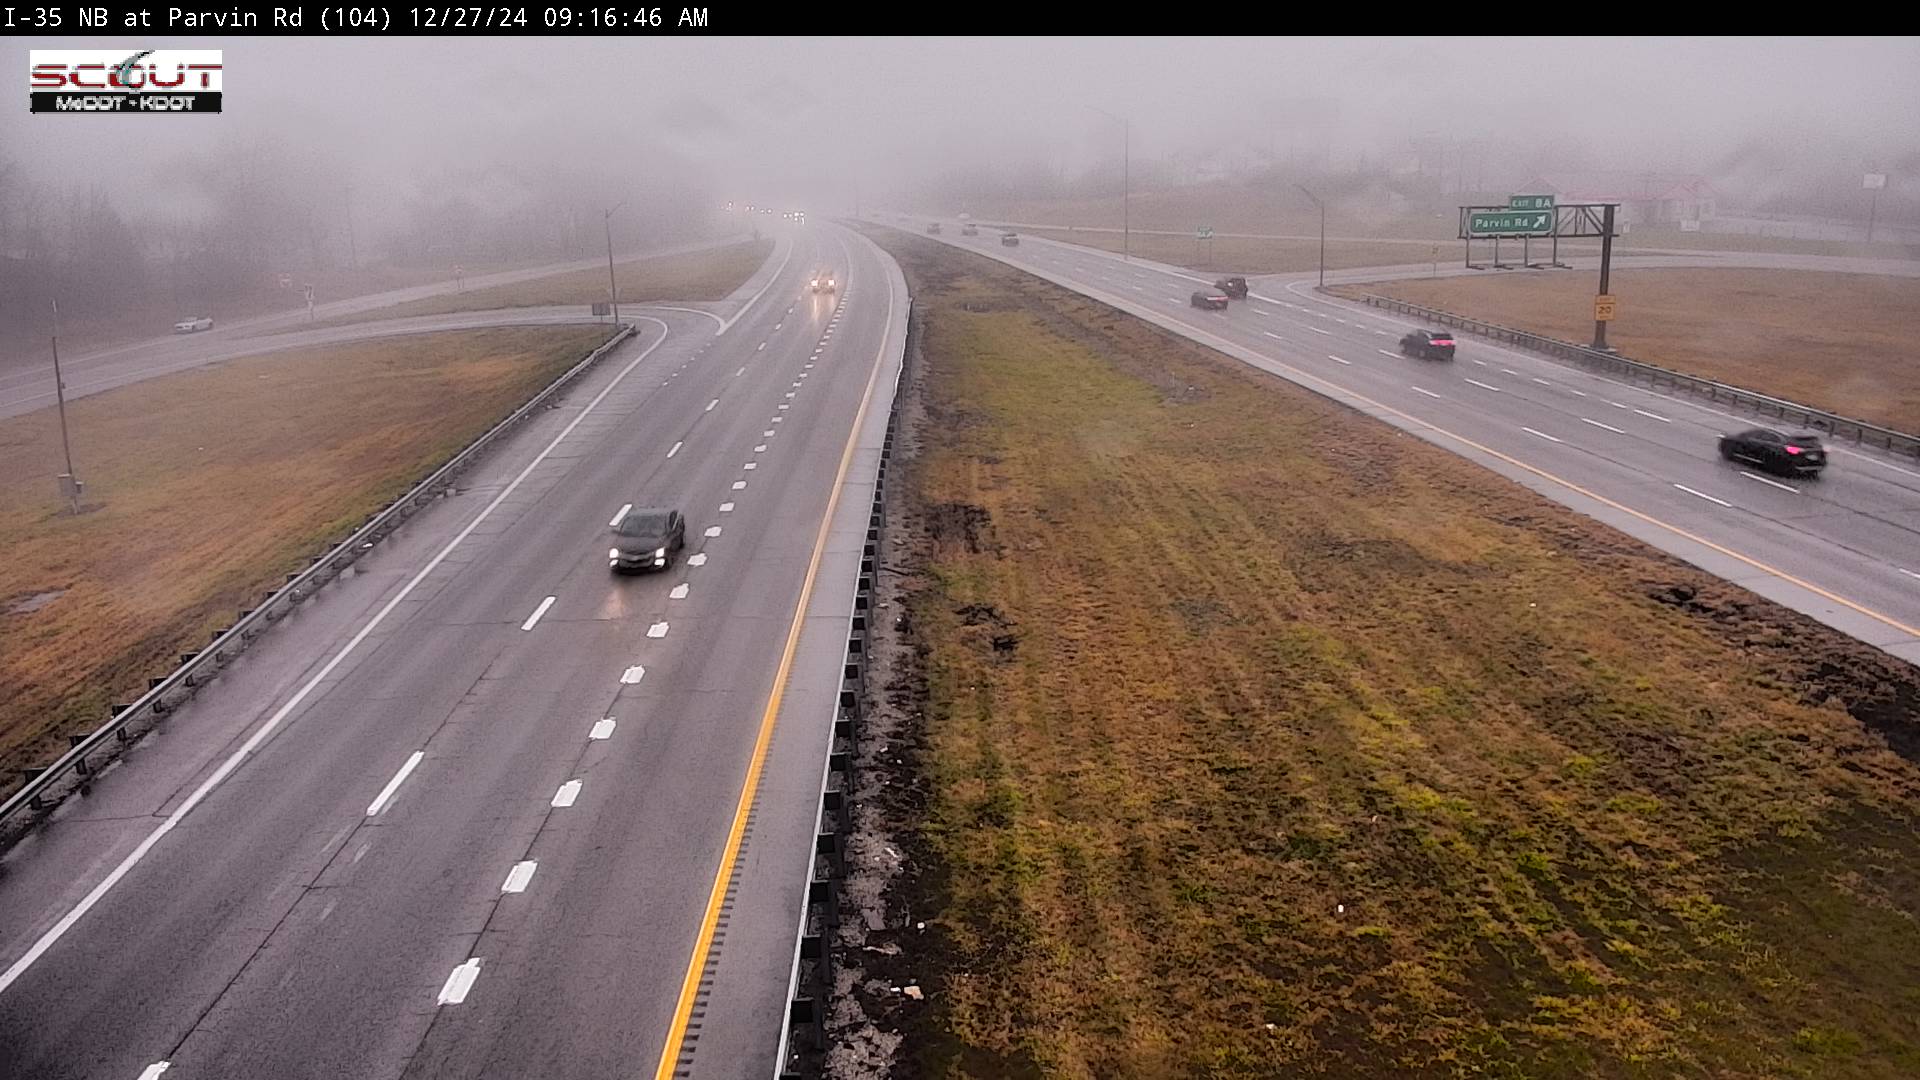 I-35 NB at Parvin Rd (104) 12/27/24 09:16:46 AM
SCOUT
MoDOT - KDOT
EXIT 8A
Parvin Rd
20